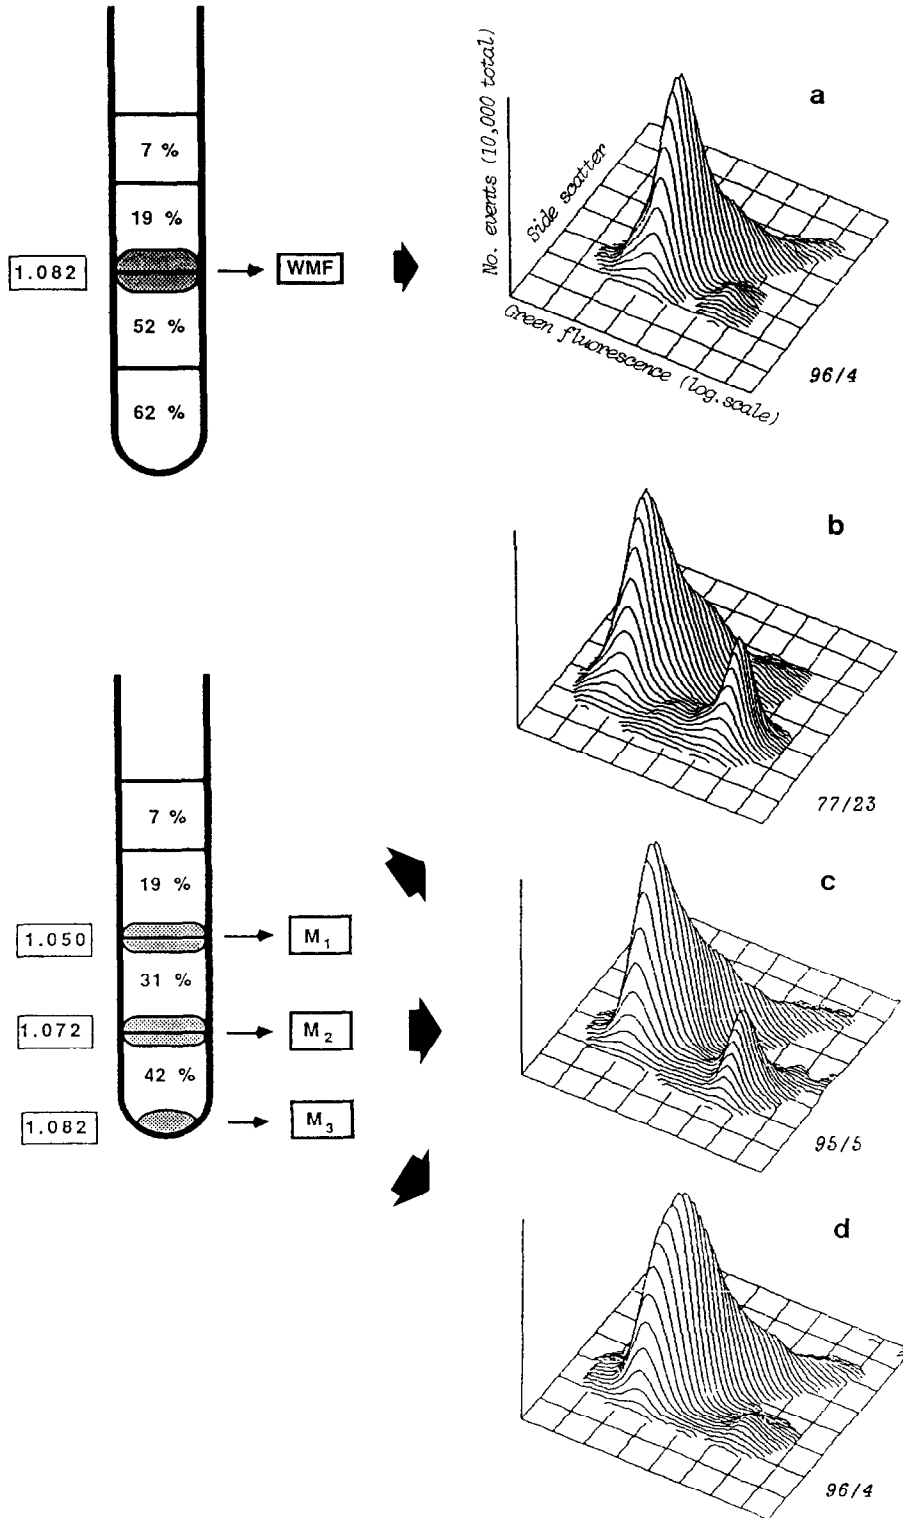 7 %
19 %
1.082
WMF
52 %
62 %
a
No. events (10,000 total)
Side scatter
Green fluorescence (log.scale)
96/4
b
77/23
7 %
19 %
1.050
M1
31 %
1.072
M2
42 %
1.082
M3
c
95/5
d
96/4